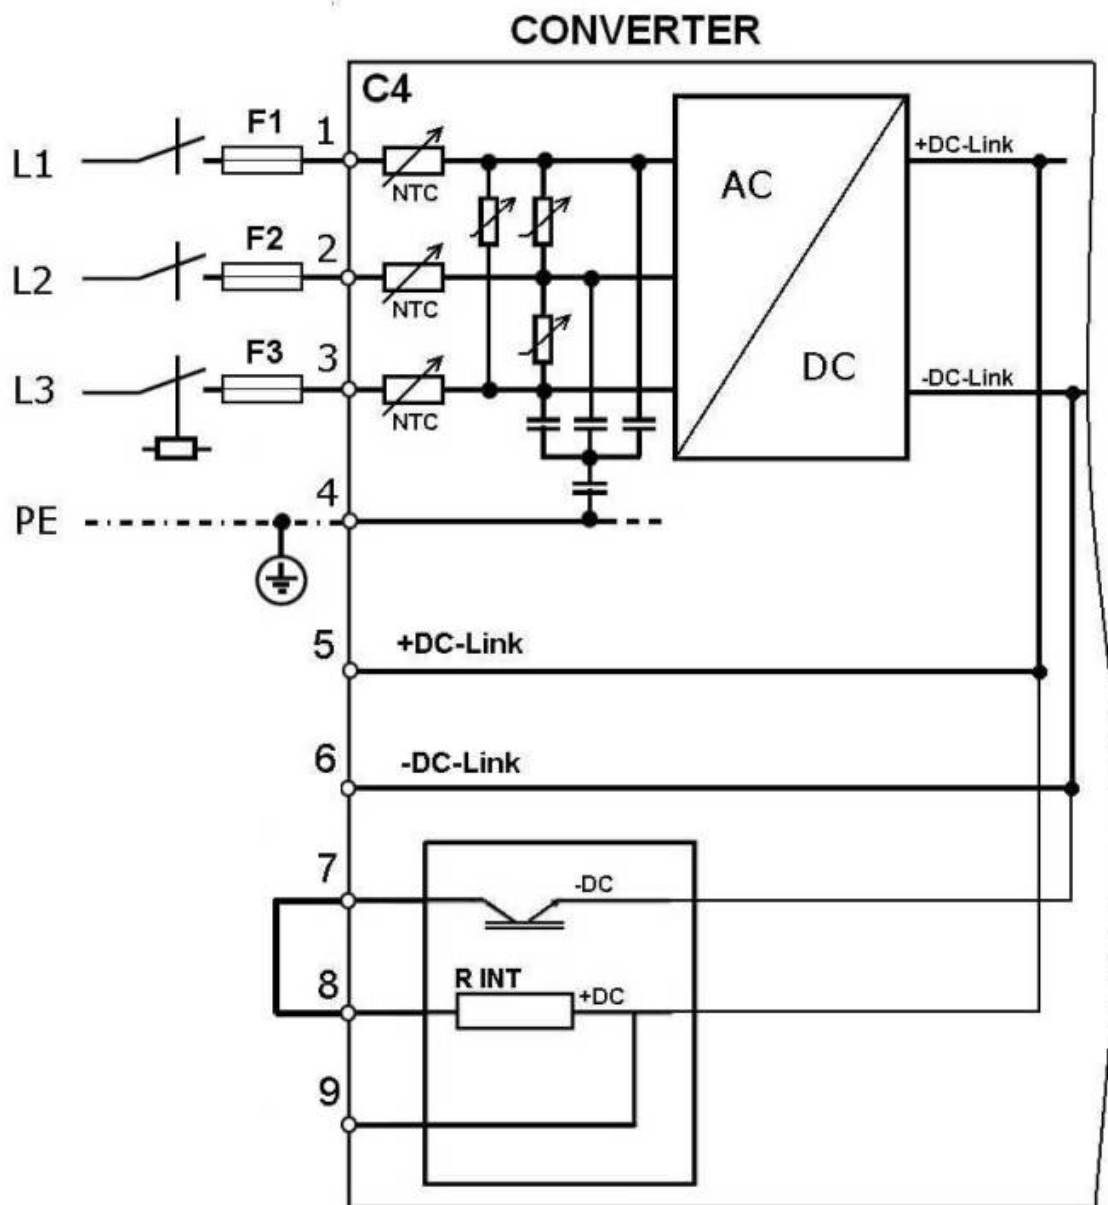 CONVERTER
C4
L1
F1
1
NTC
AC
+DC-Link
L2
F2
2
NTC
L3
F3
3
NTC
DC
-DC-Link
PE
4
5
+DC-Link
6
-DC-Link
7
-DC
8
R INT
+DC
9